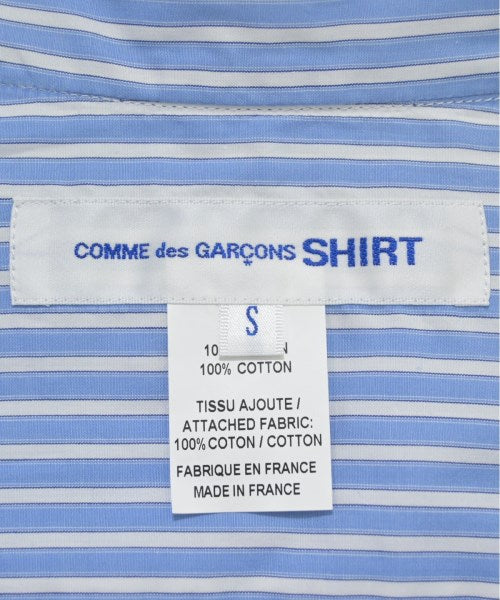 COMME des GARÇONS SHIRT
S
100% COTTON
TISSU AJOUTE /
ATTACHED FABRIC:
100% COTON / COTTON
FABRIQUE EN FRANCE
MADE IN FRANCE